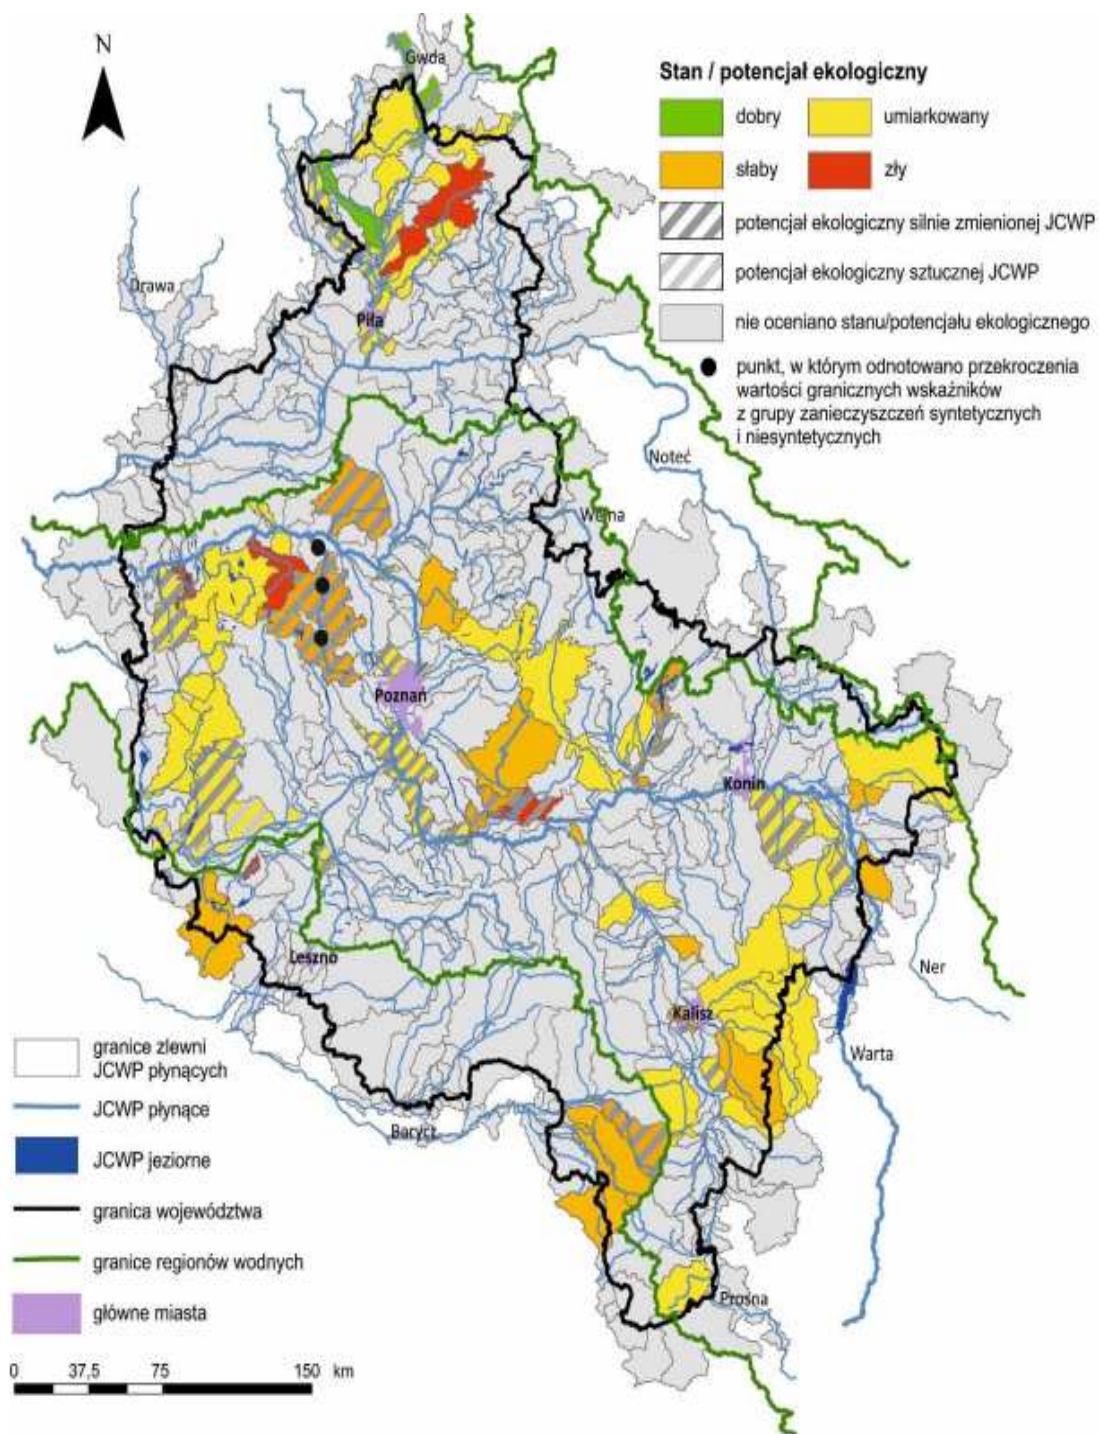 N
Gwda
Stan / potencjał ekologiczny
dobry
umiarkowany
słaby
zły
potencjał ekologiczny silnie zmienionej JCWP
potencjał ekologiczny sztucznej JCWP
nie oceniano stanu/potencjału ekologicznego
punkt, w którym odnotowano przekroczenia
wartości granicznych wskaźników
z grupy zanieczyszczeń syntetycznych
i niesyntetycznych
Drawa
Piła
Noteć
Wełna
Poznań
Konin
Leszno
Ner
Kalisz
Warta
Barycz
Prosna
granice zlewni
JCWP płynących
JCWP płynące
JCWP jeziorne
granica województwa
granice regionów wodnych
główne miasta
0 37,5 75 150 km